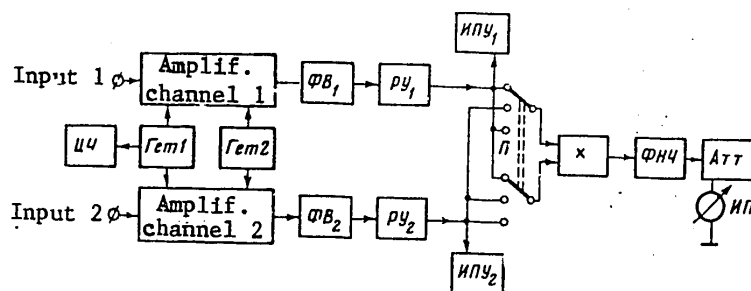 ИПУ1
Input 1
Amplif.
channel 1
ФВ1
РУ1
ИЧ
Гет1
Гет2
П
×
ФНЧ
Атт
ИП
Input 2
Amplif.
channel 2
ФВ2
РУ2
ИПУ2